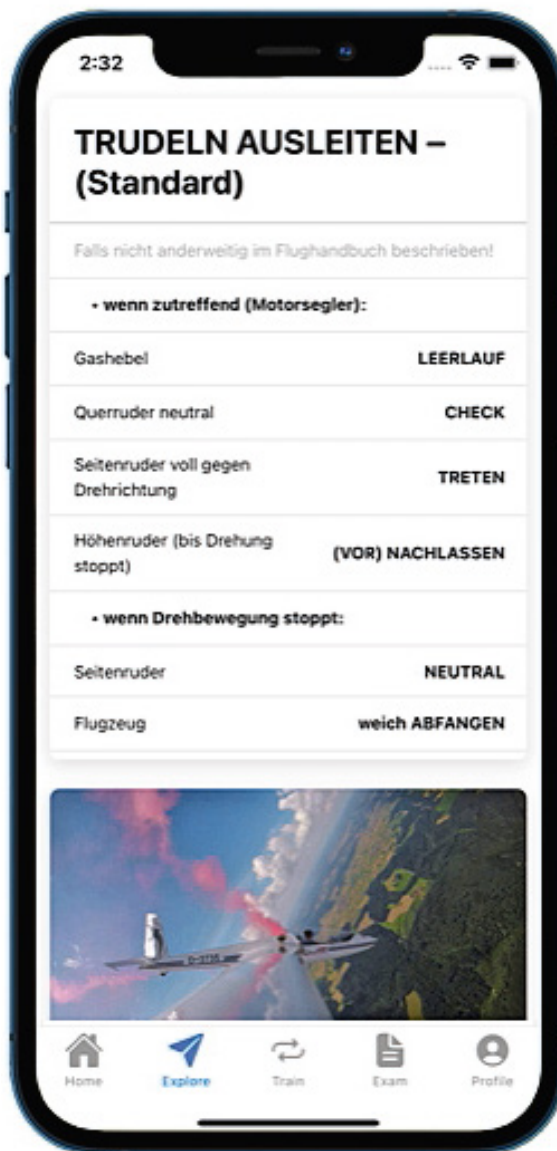 2:32
TRUDELN AUSLEITEN –
(Standard)
Falls nicht anderweitig im Flughandbuch beschrieben!
• wenn zutreffend (Motorsegler):
Gashebel LEERLAUF
Querruder neutral CHECK
Seitenruder voll gegen
Drehrichtung TRETEN
Höhenruder (bis Drehung
stoppt) (VOR) NACHLASSEN
• wenn Drehbewegung stoppt:
Seitenruder NEUTRAL
Flugzeug weich ABFANGEN
Home Explore Train Exam Profile